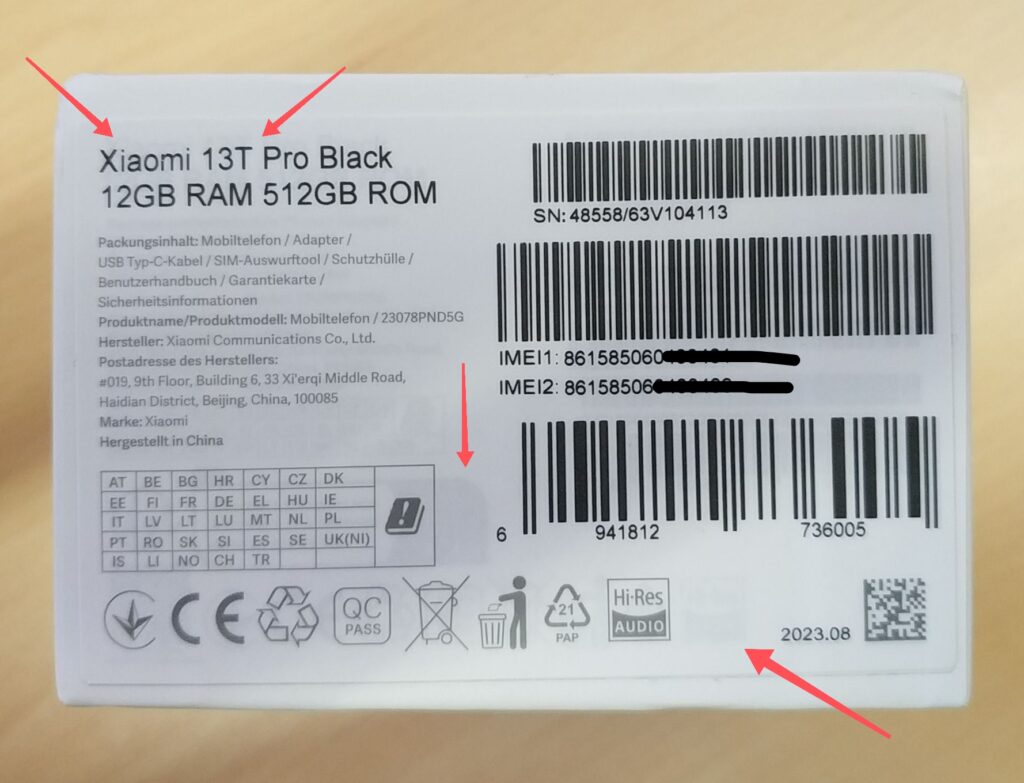 Xiaomi 13T Pro Black
12GB RAM 512GB ROM
Packungsinhalt: Mobiltelefon / Adapter /
USB Typ-C-Kabel / SIM-Auswurftool / Schutzhülle /
Benutzerhandbuch / Garantiekarte /
Sicherheitsinformationen
Produktname/Produktmodell: Mobiltelefon / 23078PND5G
Hersteller: Xiaomi Communications Co., Ltd.
Postadresse des Herstellers:
#019, 9th Floor, Building 6, 33 Xi'erqi Middle Road,
Haidian District, Beijing, China, 100085
Marke: Xiaomi
Hergestellt in China
AT BE BG HR CY CZ DK
EE FI FR DE EL HU IE
IT LV LT LU MT NL PL
PT RO SK SI ES SE UK(NI)
IS LI NO CH TR
SN: 48558/63V104113
IMEI1: 861585060
IMEI2: 86158506
6 941812 736005
CE
QC
PASS
21
PAP
Hi-Res
AUDIO
2023.08